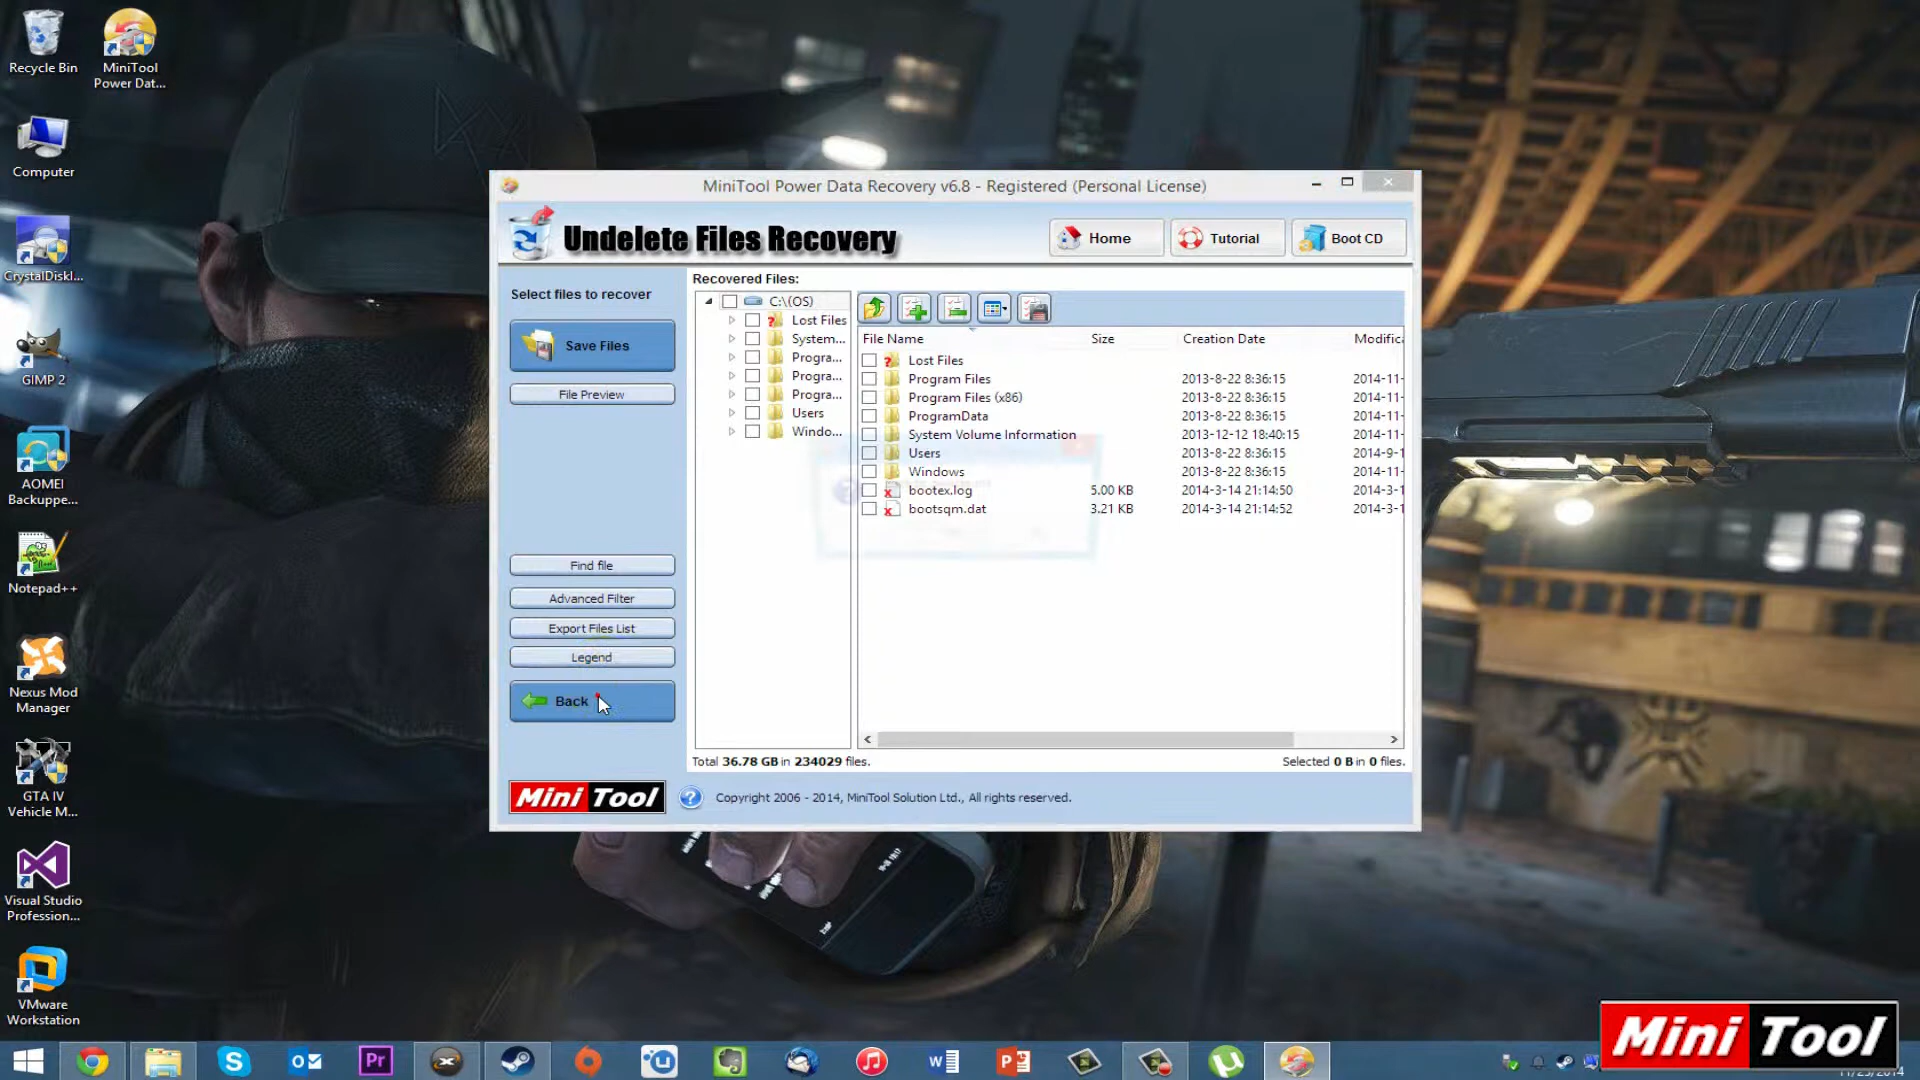 Recycle Bin
MiniTool
Power Dat...
Computer
CrystalDiskI...
GIMP 2
AOMEI
Backuppe...
Notepad++
Nexus Mod
Manager
GTA IV
Vehicle M...
Visual Studio
Profession...
VMware
Workstation
MiniTool Power Data Recovery v6.8 - Registered (Personal License)
Undelete Files Recovery
Home
Tutorial
Boot CD
Select files to recover
Save Files
File Preview
Find file
Advanced Filter
Export Files List
Legend
Back
Recovered Files:
C:\(OS)
Lost Files
System...
Progra...
Progra...
Progra...
Users
Windo...
File Name Size Creation Date Modifica
Lost Files
Program Files 2013-8-22 8:36:15 2014-11-
Program Files (x86) 2013-8-22 8:36:15 2014-11-
ProgramData 2013-8-22 8:36:15 2014-11-
System Volume Information 2013-12-12 18:40:15 2014-11-
Users 2013-8-22 8:36:15 2014-9-1
Windows 2013-8-22 8:36:15 2014-11-
bootex.log 5.00 KB 2014-3-14 21:14:50 2014-3-1
bootsqm.dat 3.21 KB 2014-3-14 21:14:52 2014-3-1
Total 36.78 GB in 234029 files.
Selected 0 B in 0 files.
Mini Tool
Copyright 2006 - 2014, MiniTool Solution Ltd., All rights reserved.
Pr
Mini Tool